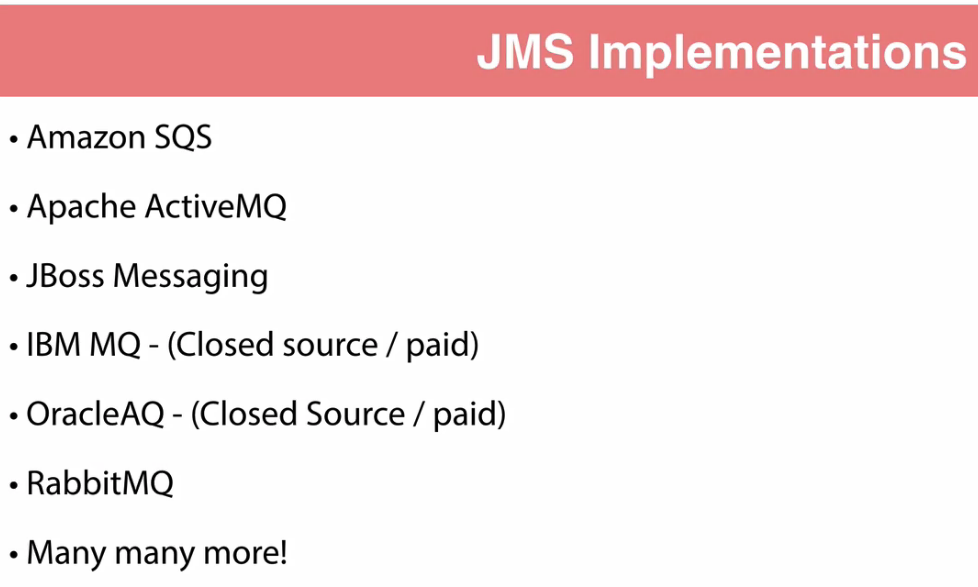 JMS Implementations
• Amazon SQS
• Apache ActiveMQ
• JBoss Messaging
• IBM MQ - (Closed source / paid)
• OracleAQ - (Closed Source / paid)
• RabbitMQ
• Many many more!